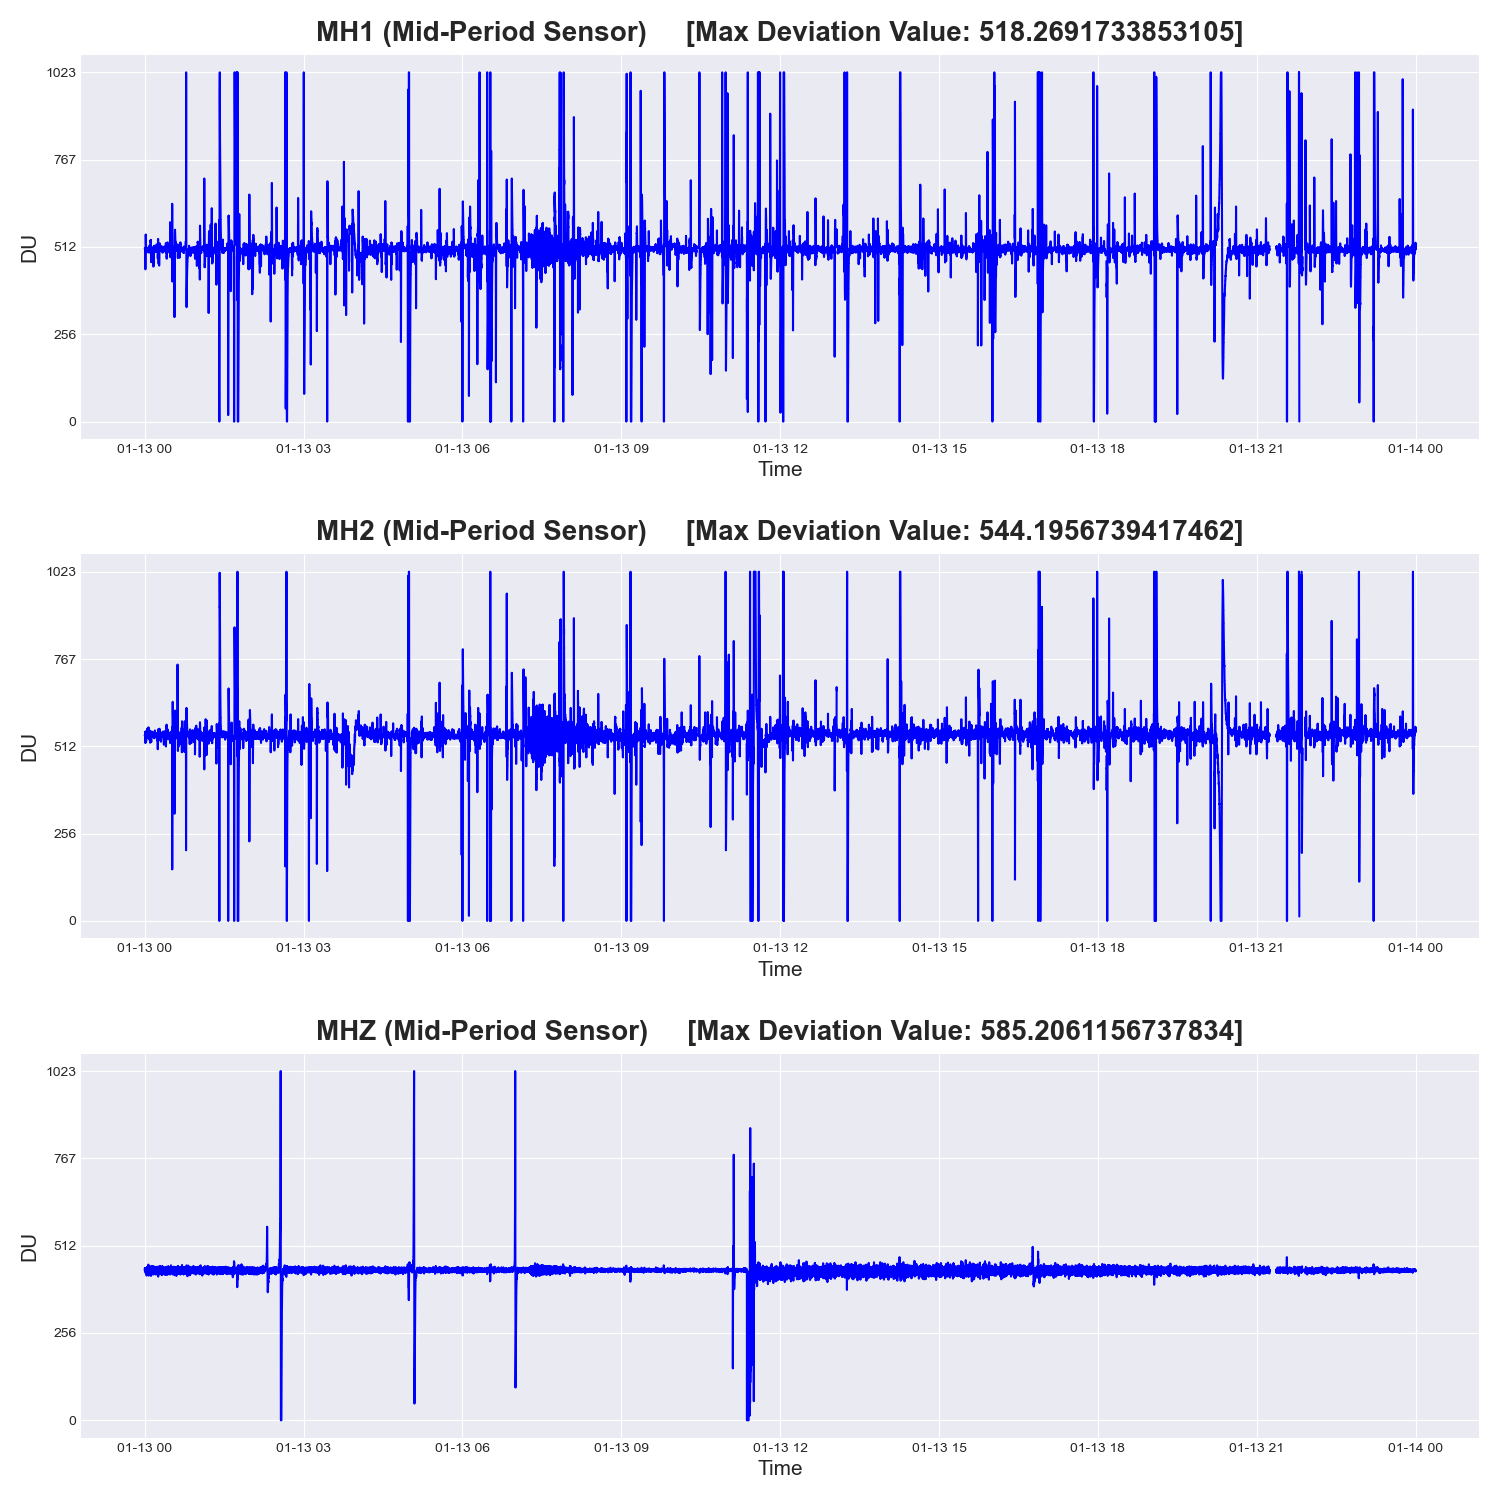 MH1 (Mid-Period Sensor) [Max Deviation Value: 518.2691733853105]
1023
767
512
256
0
DU
01-13 00 01-13 03 01-13 06 01-13 09 01-13 12 01-13 15 01-13 18 01-13 21 01-14 00
Time
MH2 (Mid-Period Sensor) [Max Deviation Value: 544.1956739417462]
1023
767
512
256
0
DU
01-13 00 01-13 03 01-13 06 01-13 09 01-13 12 01-13 15 01-13 18 01-13 21 01-14 00
Time
MHZ (Mid-Period Sensor) [Max Deviation Value: 585.2061156737834]
1023
767
512
256
0
DU
01-13 00 01-13 03 01-13 06 01-13 09 01-13 12 01-13 15 01-13 18 01-13 21 01-14 00
Time